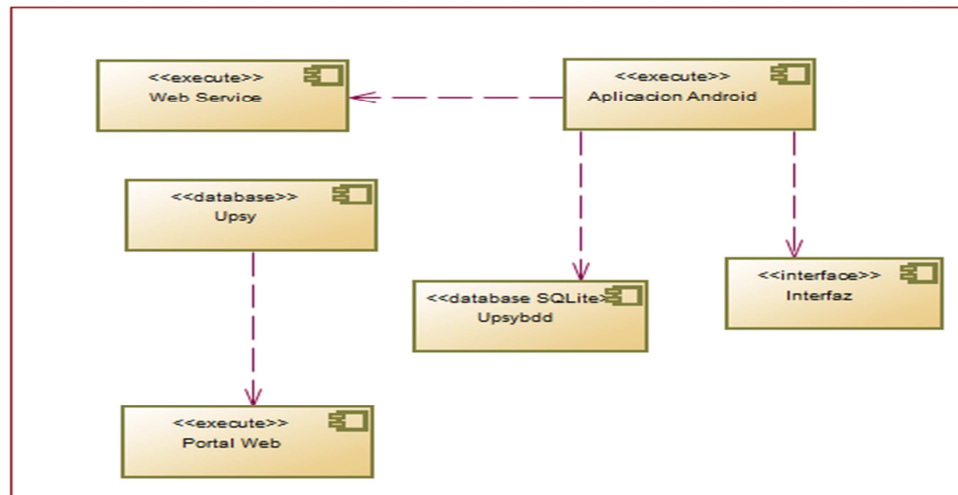 <<execute>>
Web Service
<<execute>>
Aplicacion Android
<<database>>
Upsy
<<database SQLite>
Upsybdd
<<interface>>
Interfaz
<<execute>>
Portal Web